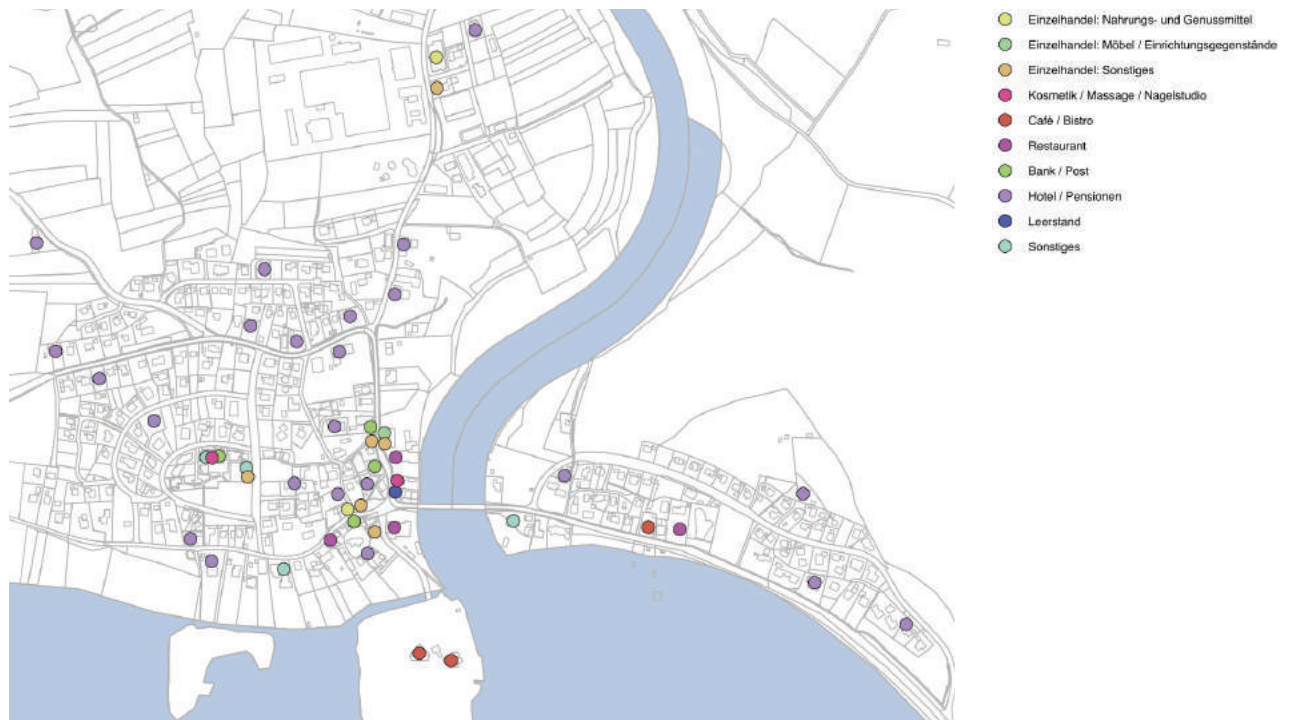 Einzelhandel: Nahrungs- und Genussmittel
Einzelhandel: Möbel / Einrichtungsgegenstände
Einzelhandel: Sonstiges
Kosmetik / Massage / Nagelstudio
Café / Bistro
Restaurant
Bank / Post
Hotel / Pensionen
Leerstand
Sonstiges